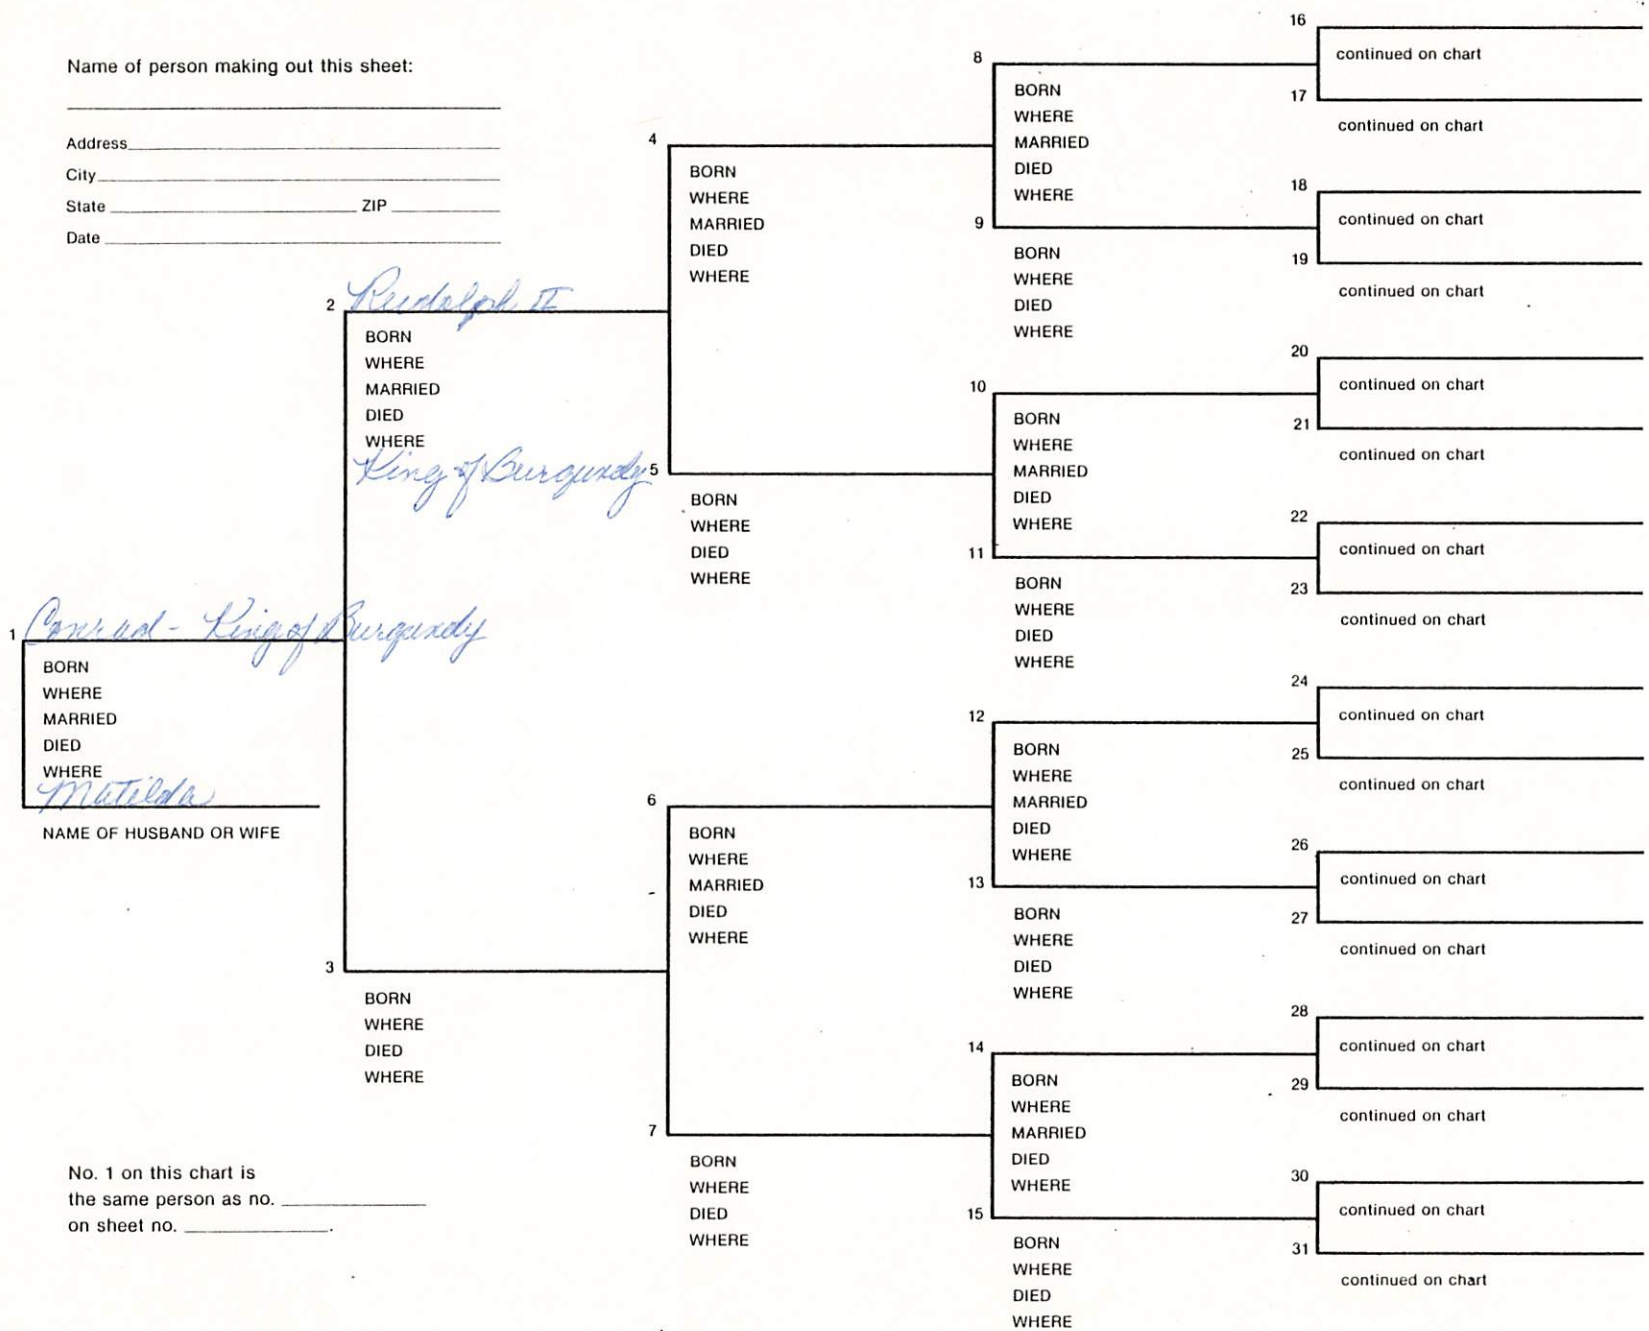 Name of person making out this sheet:
Address
City
State ZIP
Date
1 Conrad - King of Burgundy
BORN
WHERE
MARRIED
DIED
WHERE
Matilda
NAME OF HUSBAND OR WIFE
2 Rudolph II
BORN
WHERE
MARRIED
DIED
WHERE
King of Burgundy
3
BORN
WHERE
DIED
WHERE
4
BORN
WHERE
MARRIED
DIED
WHERE
5
BORN
WHERE
DIED
WHERE
6
BORN
WHERE
MARRIED
DIED
WHERE
7
BORN
WHERE
DIED
WHERE
8
BORN
WHERE
MARRIED
DIED
WHERE
9
BORN
WHERE
DIED
WHERE
10
BORN
WHERE
MARRIED
DIED
WHERE
11
BORN
WHERE
DIED
WHERE
12
BORN
WHERE
MARRIED
DIED
WHERE
13
BORN
WHERE
DIED
WHERE
14
BORN
WHERE
MARRIED
DIED
WHERE
15
BORN
WHERE
DIED
WHERE
16
continued on chart
17
continued on chart
18
continued on chart
19
continued on chart
20
continued on chart
21
continued on chart
22
continued on chart
23
continued on chart
24
continued on chart
25
continued on chart
26
continued on chart
27
continued on chart
28
continued on chart
29
continued on chart
30
continued on chart
31
continued on chart
No. 1 on this chart is
the same person as no.
on sheet no. .